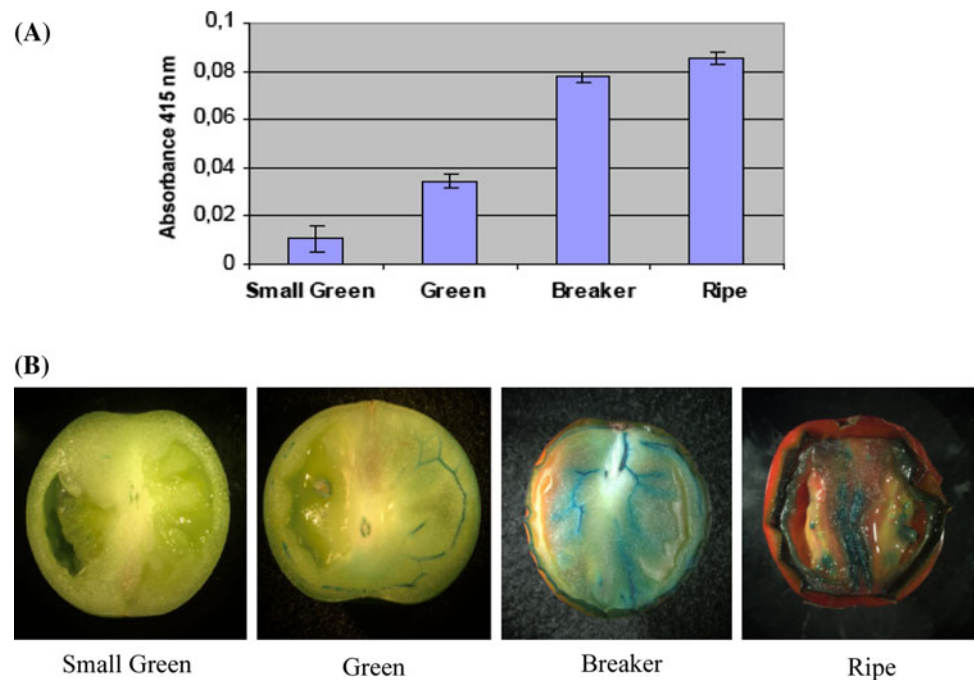 (A)
Absorbance 415 nm
0,1
0,08
0,06
0,04
0,02
0
Small Green Green Breaker Ripe
(B)
Small Green Green Breaker Ripe